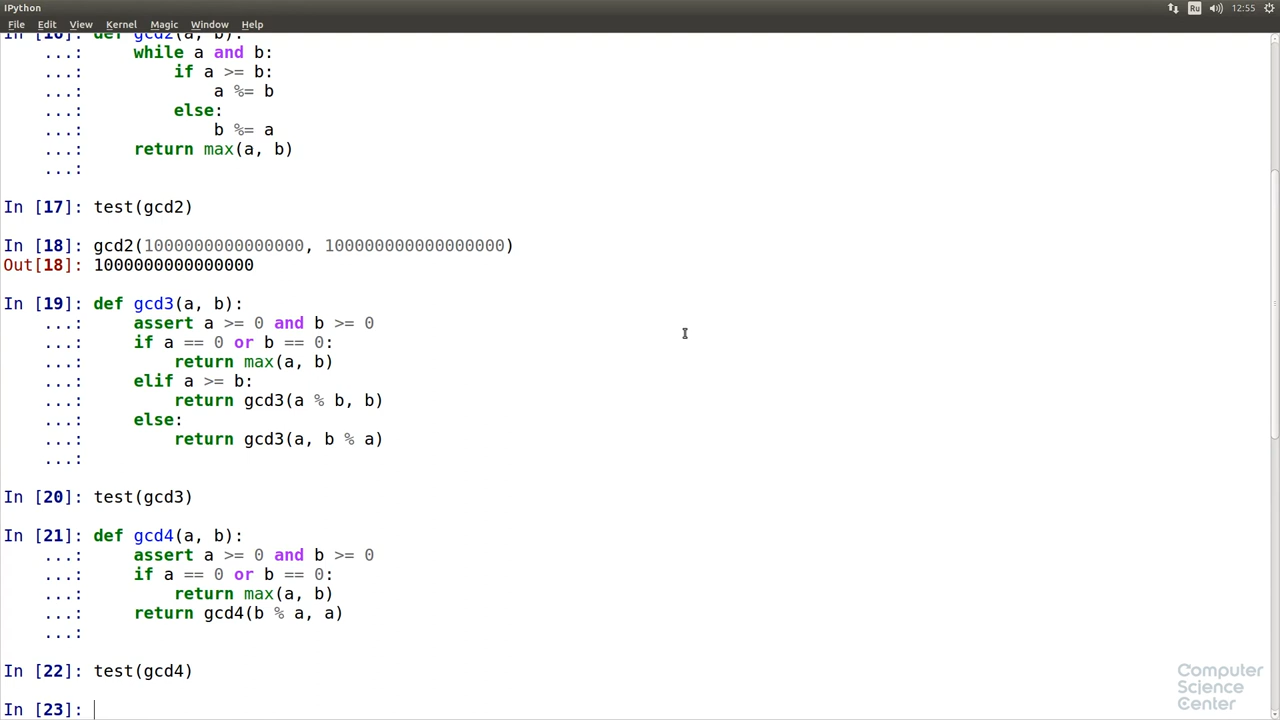 IPython
Ru 12:55
File Edit View Kernel Magic Window Help
In [16]: def gcd2(a, b):
...: while a and b:
...: if a >= b:
...: a %= b
...: else:
...: b %= a
...: return max(a, b)
...:
In [17]: test(gcd2)
In [18]: gcd2(1000000000000000, 100000000000000000)
Out[18]: 1000000000000000
In [19]: def gcd3(a, b):
...: assert a >= 0 and b >= 0
...: if a == 0 or b == 0:
...: return max(a, b)
...: elif a >= b:
...: return gcd3(a % b, b)
...: else:
...: return gcd3(a, b % a)
...:
In [20]: test(gcd3)
In [21]: def gcd4(a, b):
...: assert a >= 0 and b >= 0
...: if a == 0 or b == 0:
...: return max(a, b)
...: return gcd4(b % a, a)
...:
In [22]: test(gcd4)
In [23]:
Computer
Science
Center